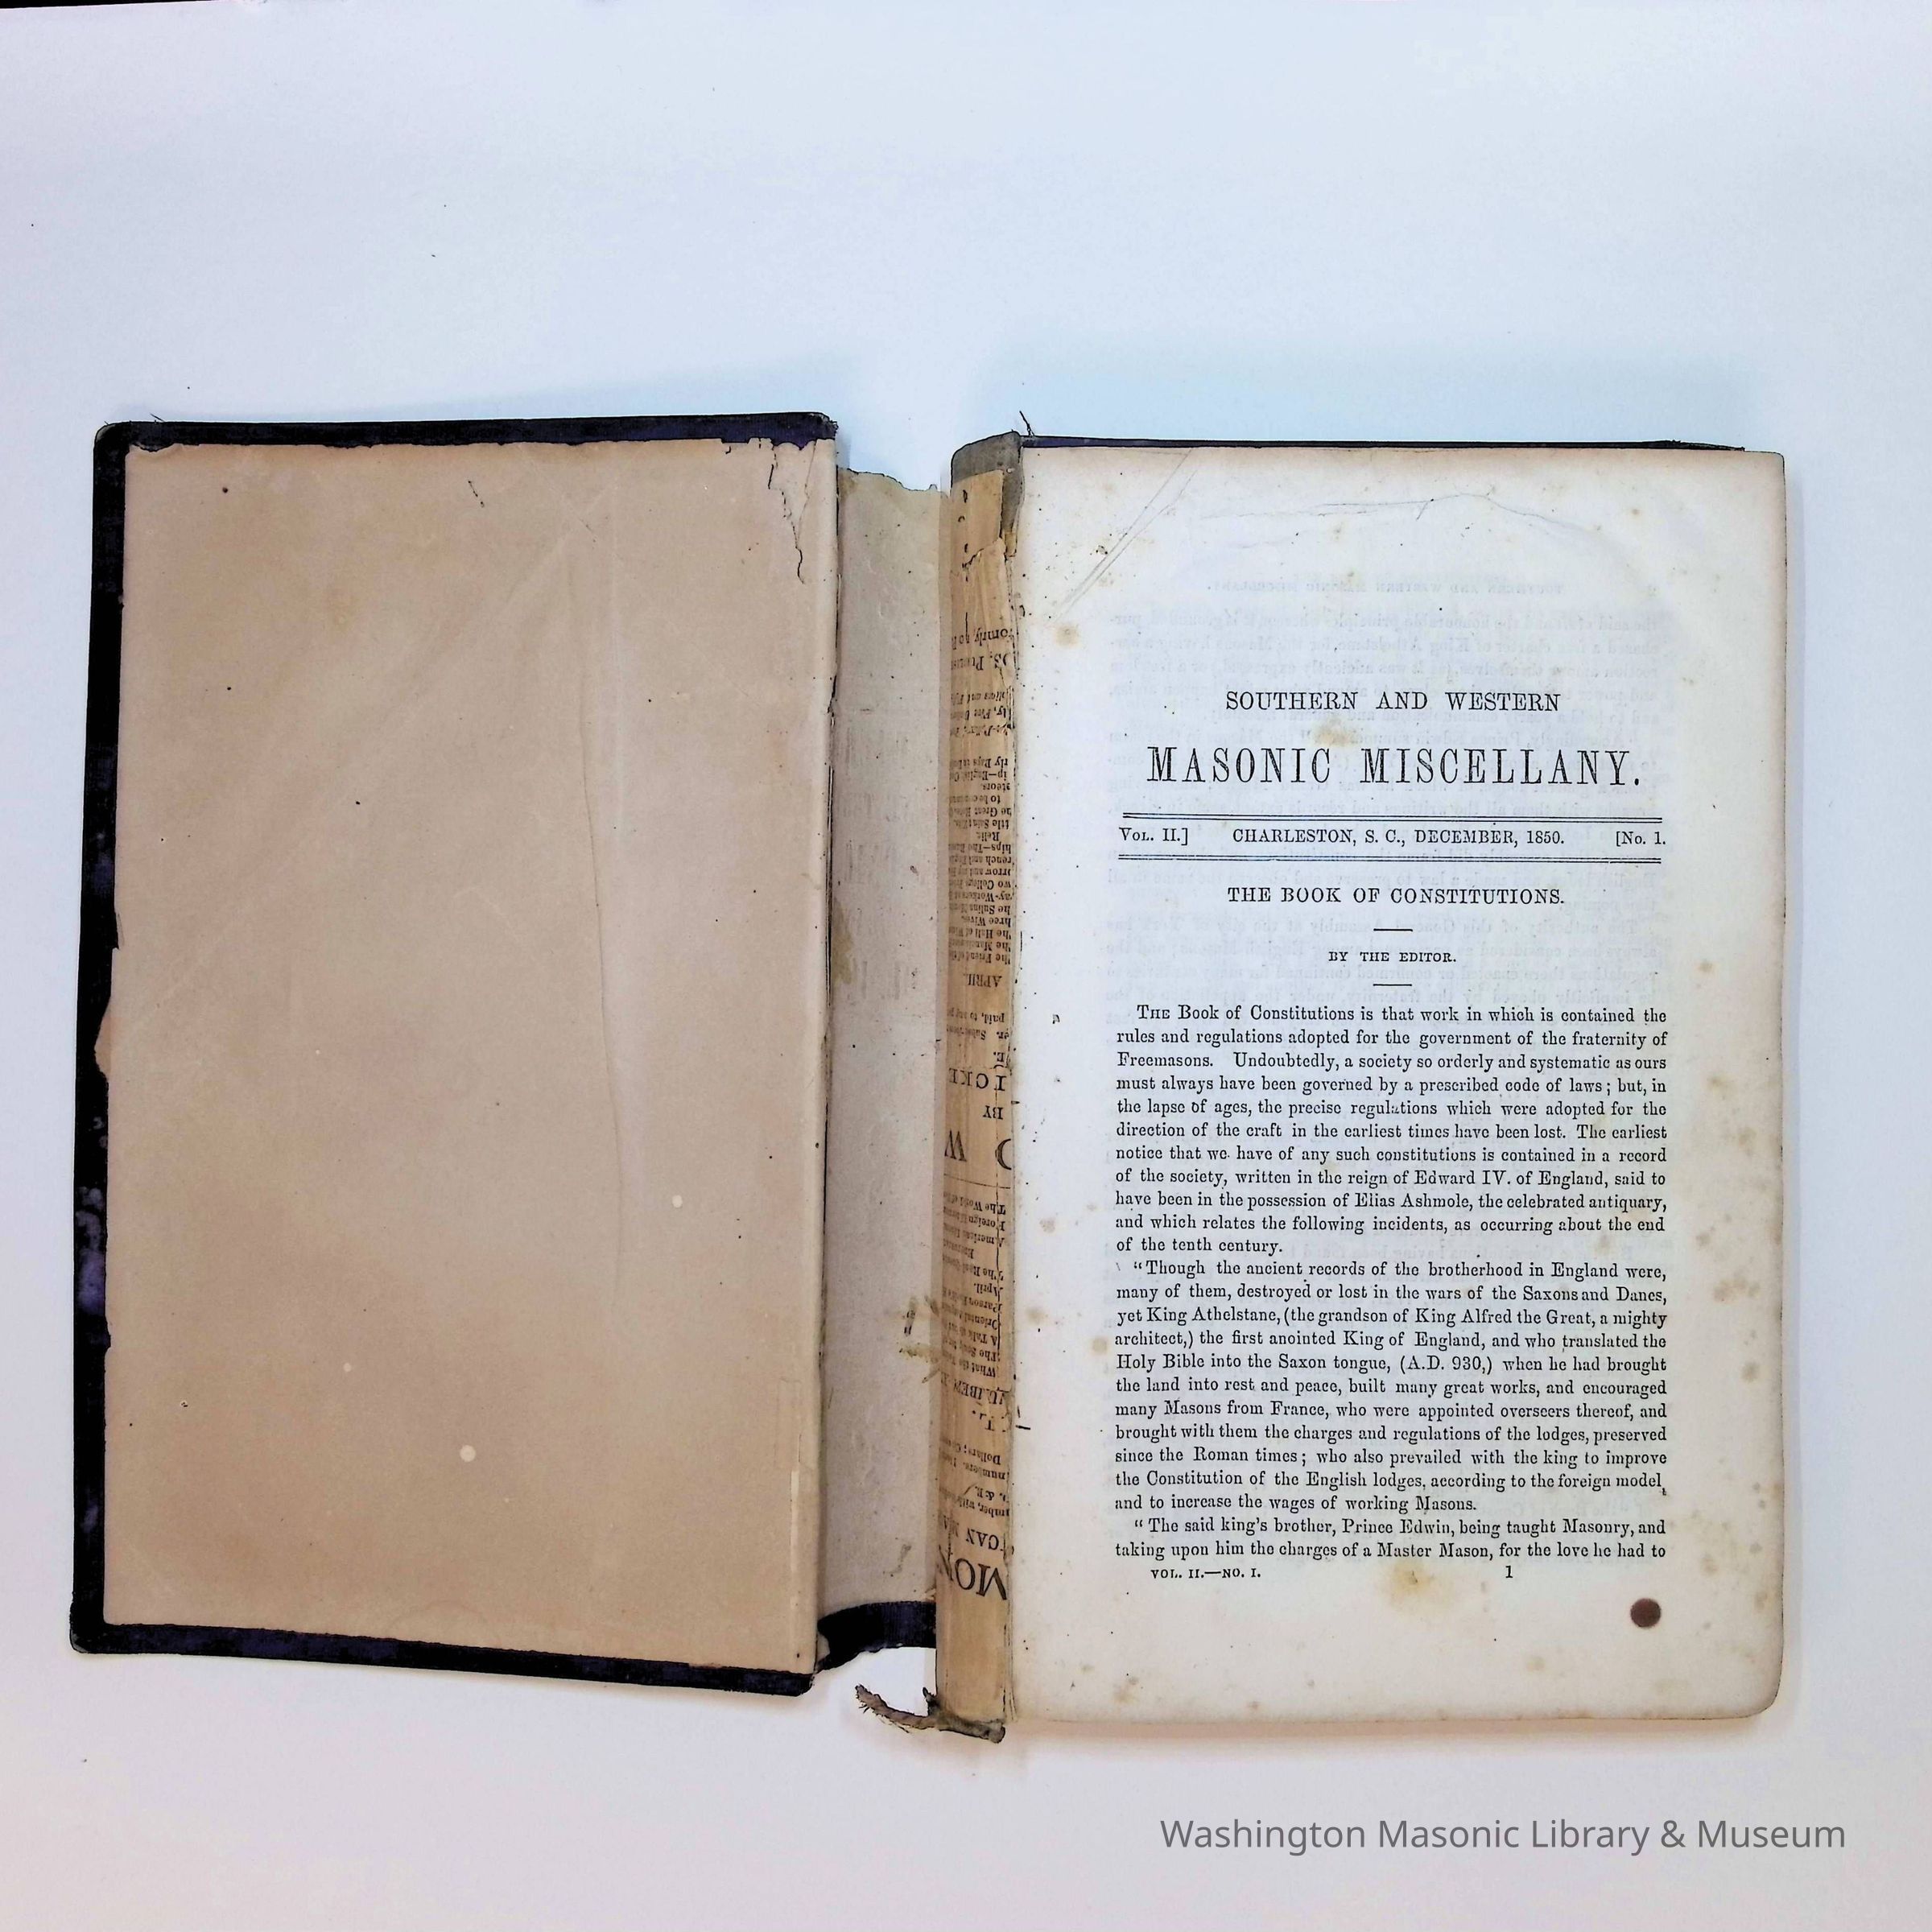 SOUTHERN AND WESTERN
MASONIC MISCELLANY.
VOL. II.] CHARLESTON, S. C., DECEMBER, 1850. [No. 1.
THE BOOK OF CONSTITUTIONS.
BY THE EDITOR.
THE Book of Constitutions is that work in which is contained the
rules and regulations adopted for the government of the fraternity of
Freemasons. Undoubtedly, a society so orderly and systematic as ours
must always have been governed by a prescribed code of laws; but, in
the lapse of ages, the precise regulations which were adopted for the
direction of the craft in the earliest times have been lost. The earliest
notice that we have of any such constitutions is contained in a record
of the society, written in the reign of Edward IV. of England, said to
have been in the possession of Elias Ashmole, the celebrated antiquary,
and which relates the following incidents, as occurring about the end
of the tenth century.
"Though the ancient records of the brotherhood in England were,
many of them, destroyed or lost in the wars of the Saxons and Danes,
yet King Athelstane, (the grandson of King Alfred the Great, a mighty
architect,) the first anointed King of England, and who translated the
Holy Bible into the Saxon tongue, (A.D. 930,) when he had brought
the land into rest and peace, built many great works, and encouraged
many Masons from France, who were appointed overseers thereof, and
brought with them the charges and regulations of the lodges, preserved
since the Roman times; who also prevailed with the king to improve
the Constitution of the English lodges, according to the foreign model,
and to increase the wages of working Masons.
"The said king's brother, Prince Edwin, being taught Masonry, and
taking upon him the charges of a Master Mason, for the love he had to
VOL. II.—NO. I. 1
APRIL
BY
Washington Masonic Library & Museum